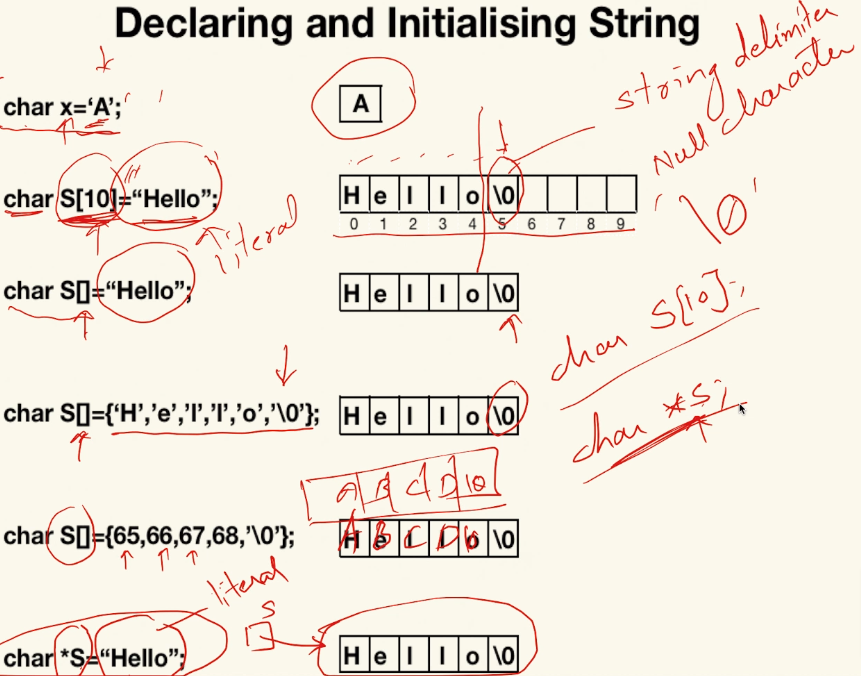 Declaring and Initialising String
string delimiter
Null character
'\0'
char x=‘A’;
A
char S[10]=“Hello”;
H e l l o \0
0 1 2 3 4 5 6 7 8 9
literal
char S[]=“Hello”;
H e l l o \0
char S[10];
char *S;
char S[]={‘H’,’e’,’l’,’l’,’o’,’\0’};
H e l l o \0
A B C D \0
char S[]={65,66,67,68,’\0’};
H e l l o \0
A B C D \0
literal
S
char *S=“Hello”;
H e l l o \0